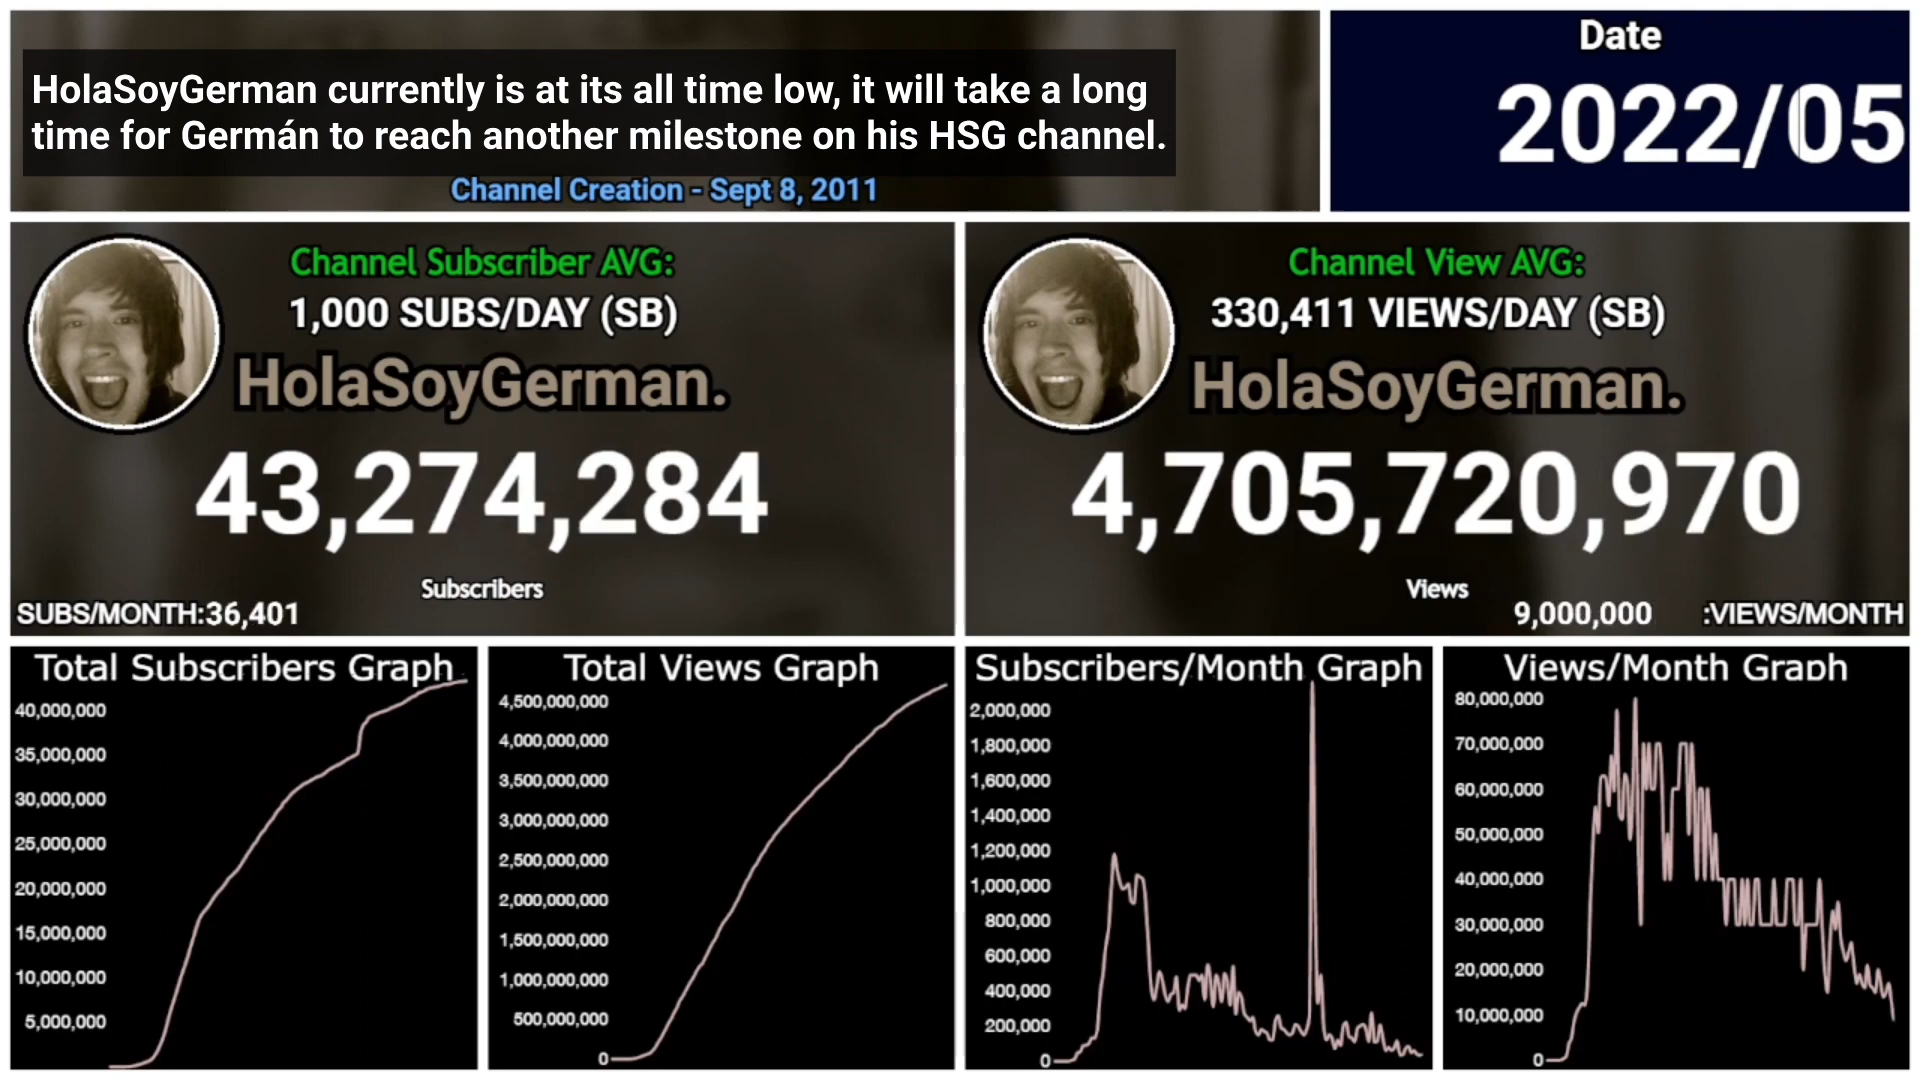 HolaSoyGerman currently is at its all time low, it will take a long
time for Germán to reach another milestone on his HSG channel.
Channel Creation - Sept 8, 2011
Date
2022/05
Channel Subscriber AVG:
1,000 SUBS/DAY (SB)
HolaSoyGerman.
43,274,284
Subscribers
SUBS/MONTH:36,401
Channel View AVG:
330,411 VIEWS/DAY (SB)
HolaSoyGerman.
4,705,720,970
Views
9,000,000 :VIEWS/MONTH
Total Subscribers Graph
40,000,000
35,000,000
30,000,000
25,000,000
20,000,000
15,000,000
10,000,000
5,000,000
Total Views Graph
4,500,000,000
4,000,000,000
3,500,000,000
3,000,000,000
2,500,000,000
2,000,000,000
1,500,000,000
1,000,000,000
500,000,000
0
Subscribers/Month Graph
2,000,000
1,800,000
1,600,000
1,400,000
1,200,000
1,000,000
800,000
600,000
400,000
200,000
0
Views/Month Graph
80,000,000
70,000,000
60,000,000
50,000,000
40,000,000
30,000,000
20,000,000
10,000,000
0